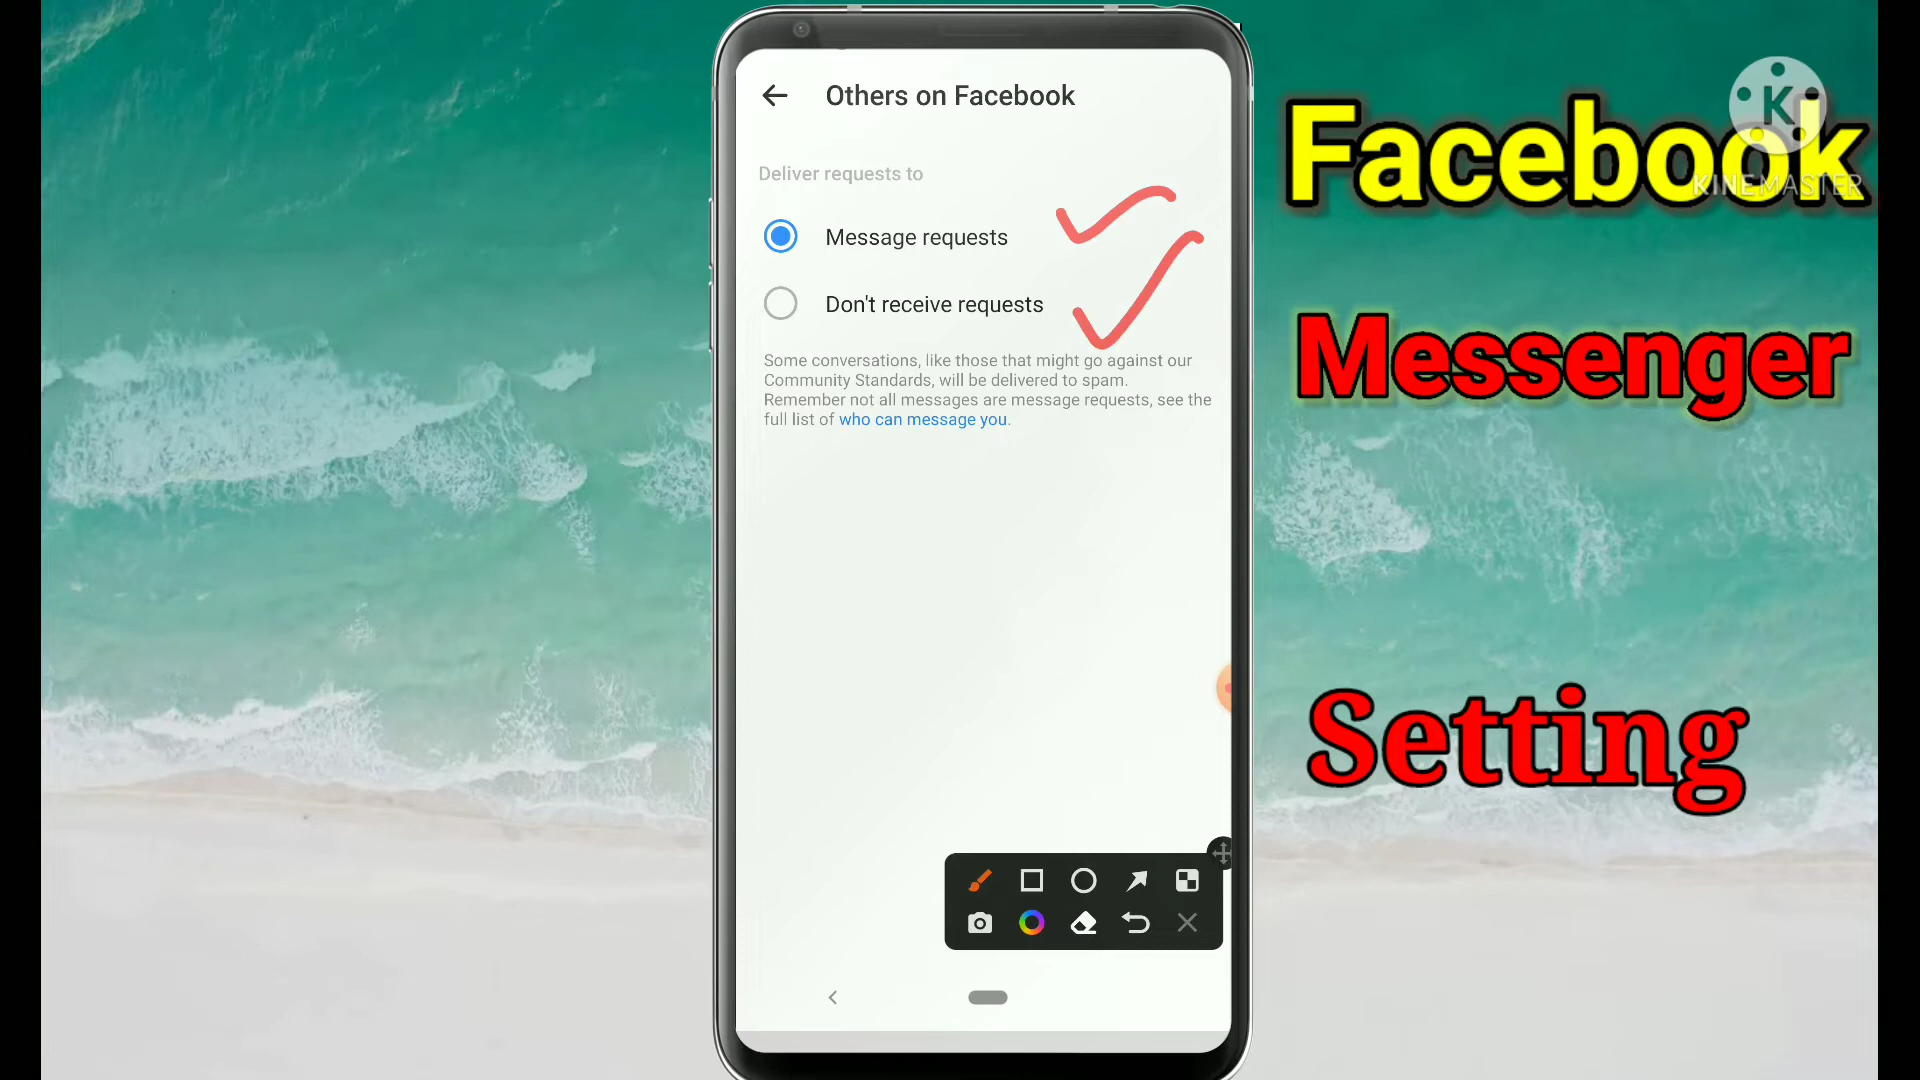 Others on Facebook
Deliver requests to
Message requests
Don't receive requests
Some conversations, like those that might go against our
Community Standards, will be delivered to spam.
Remember not all messages are message requests, see the
full list of who can message you.
Facebook
K
KINEMASTER
Messenger
Setting